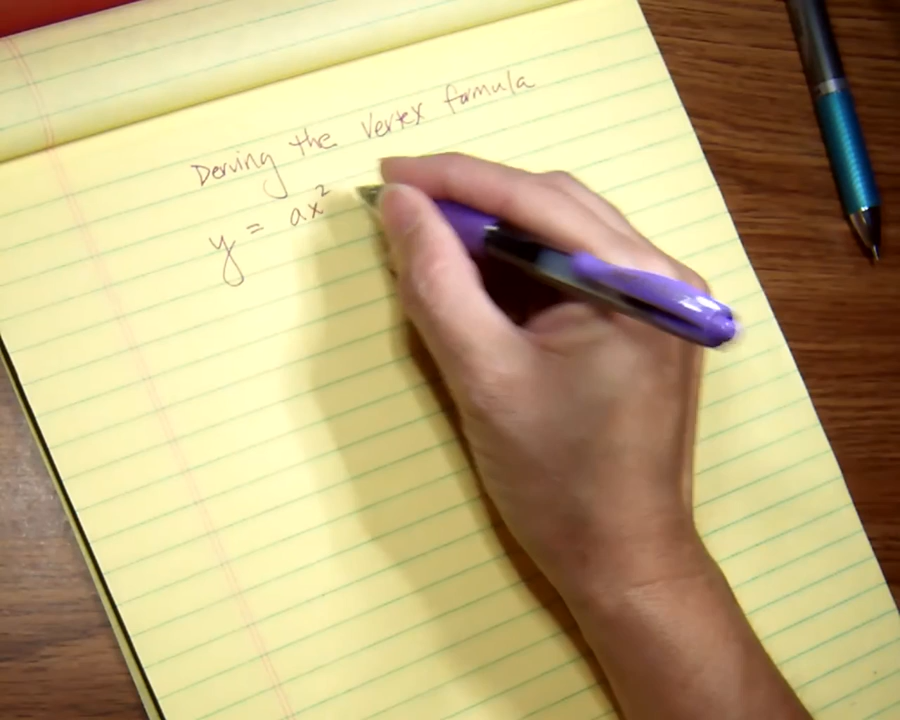 Deriving the Vertex formula
y = ax²